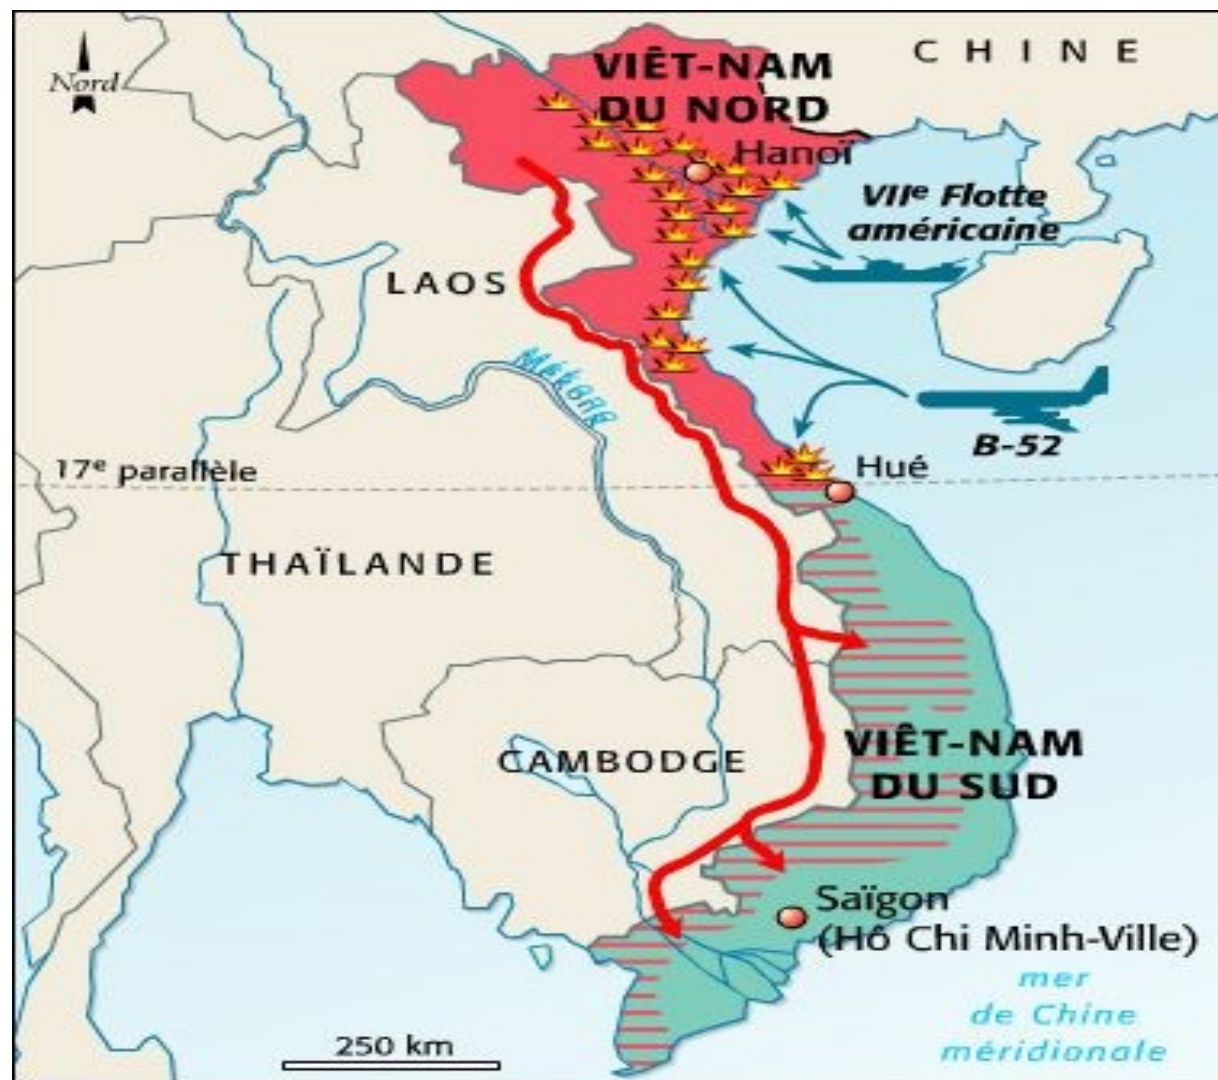 CHINE
Nord
VIÊT-NAM
DU NORD
Hanoï
VIIe Flotte
américaine
LAOS
Mékong
B-52
17e parallèle
Hué
THAÏLANDE
CAMBODGE
VIÊT-NAM
DU SUD
Saïgon
(Hô Chi Minh-Ville)
mer
de Chine
méridionale
250 km